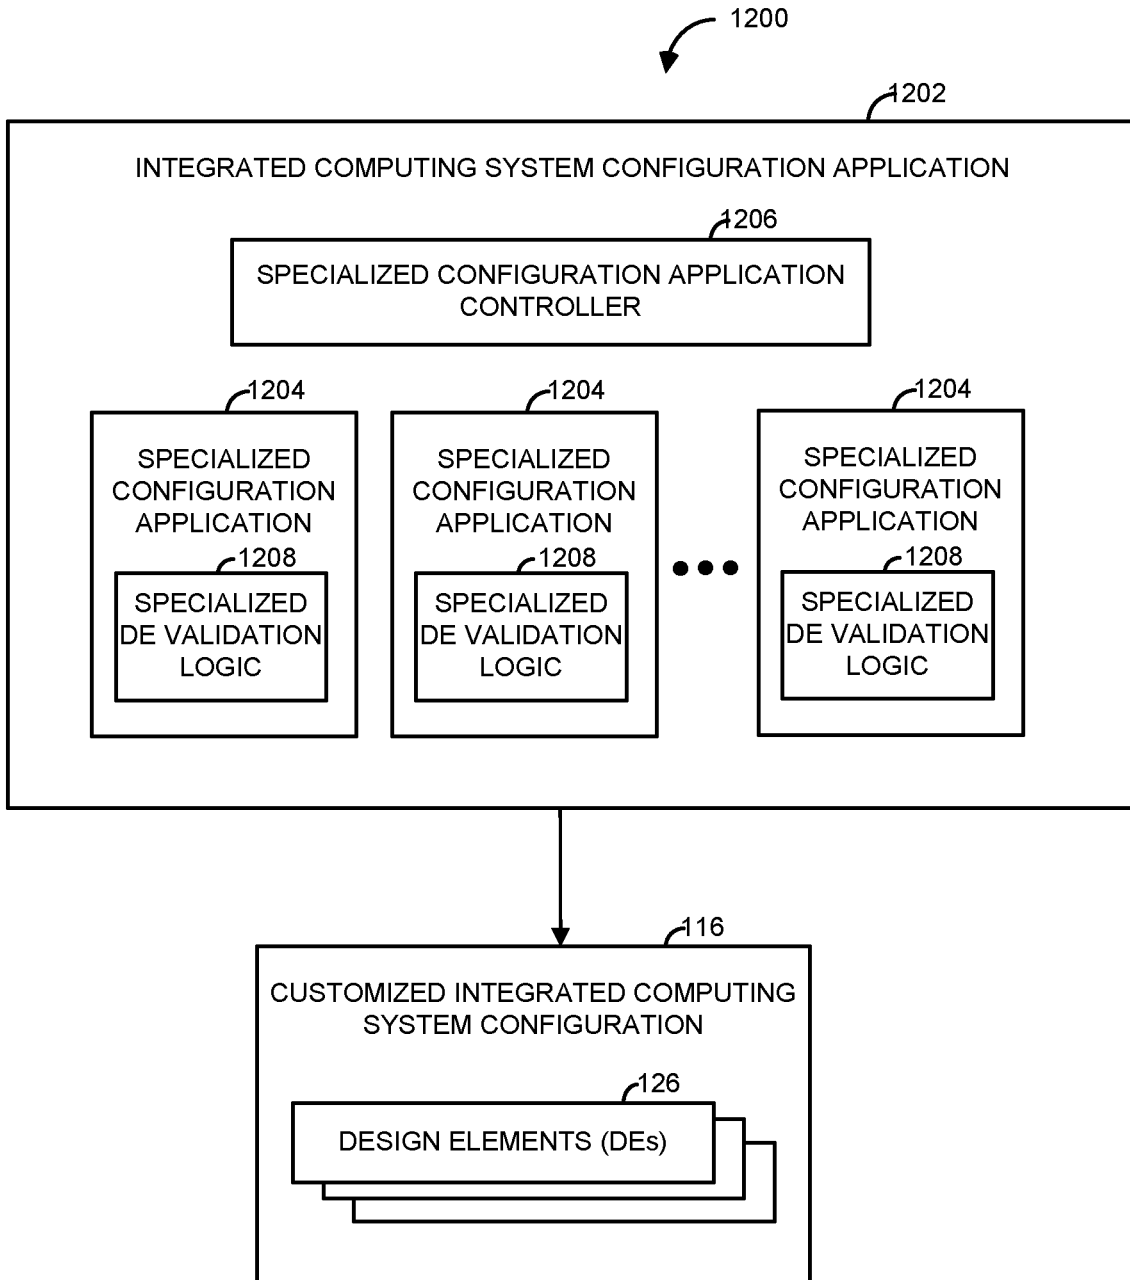 1200
1202
INTEGRATED COMPUTING SYSTEM CONFIGURATION APPLICATION
1206
SPECIALIZED CONFIGURATION APPLICATION
CONTROLLER
1204
SPECIALIZED
CONFIGURATION
APPLICATION
1208
SPECIALIZED
DE VALIDATION
LOGIC
1204
SPECIALIZED
CONFIGURATION
APPLICATION
1208
SPECIALIZED
DE VALIDATION
LOGIC
1204
SPECIALIZED
CONFIGURATION
APPLICATION
1208
SPECIALIZED
DE VALIDATION
LOGIC
116
CUSTOMIZED INTEGRATED COMPUTING
SYSTEM CONFIGURATION
126
DESIGN ELEMENTS (DEs)